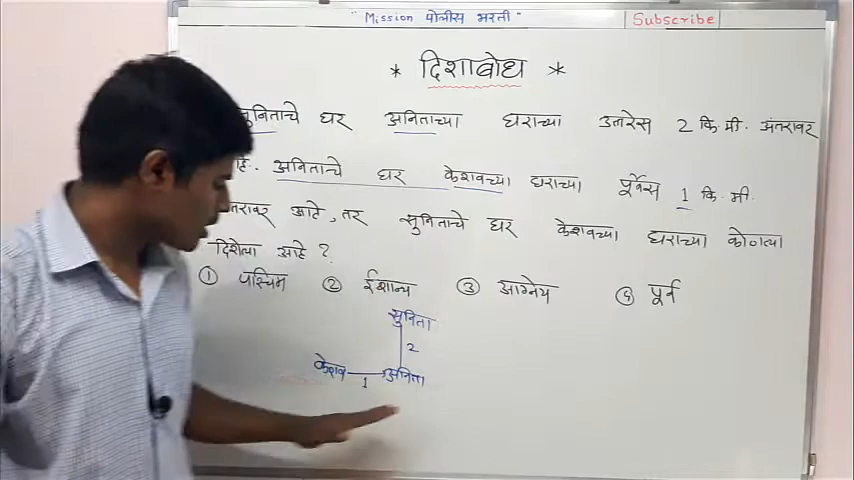 " Mission पोलीस भरती "
Subscribe
* दिशाबोध *
सुनिताचे घर अनिताच्या घराच्या उत्तरेस 2 कि मी. अंतरावर
आहे. अनिताचे घर केशवच्या घराच्या पूर्वेस 1 कि. मी.
अंतरावर आहे, तर सुनिताचे घर केशवच्या घराच्या कोणत्या
दिशेला आहे ?
① पश्चिम ② ईशान्य ③ आग्नेय ④ पूर्व
सुनिता
2
केशव 1 अनिता